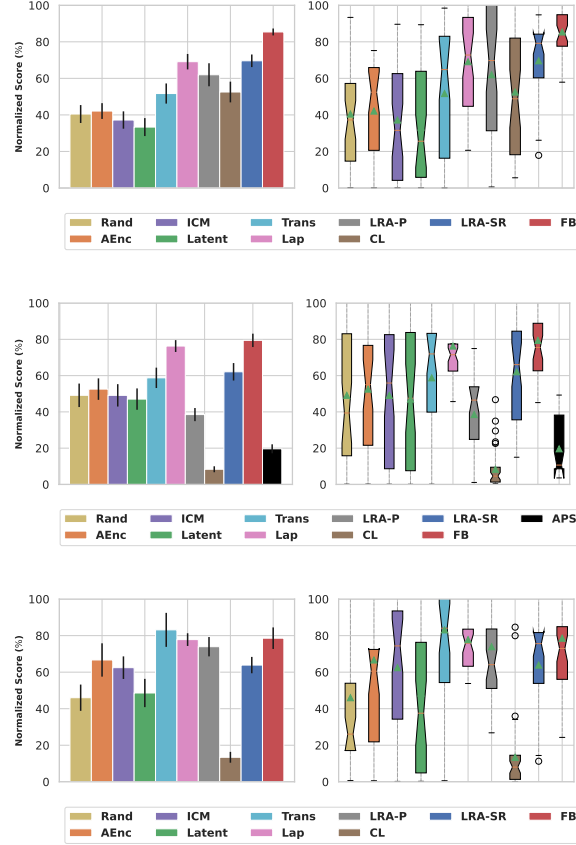 100
80
60
40
20
0
Normalized Score (%)
100
80
60
40
20
0
Rand
ICM
Trans
LRA-P
LRA-SR
FB
AEnc
Latent
Lap
CL
100
80
60
40
20
0
Normalized Score (%)
100
80
60
40
20
0
Rand
ICM
Trans
LRA-P
LRA-SR
APS
AEnc
Latent
Lap
CL
FB
100
80
60
40
20
0
Normalized Score (%)
100
80
60
40
20
0
Rand
ICM
Trans
LRA-P
LRA-SR
FB
AEnc
Latent
Lap
CL